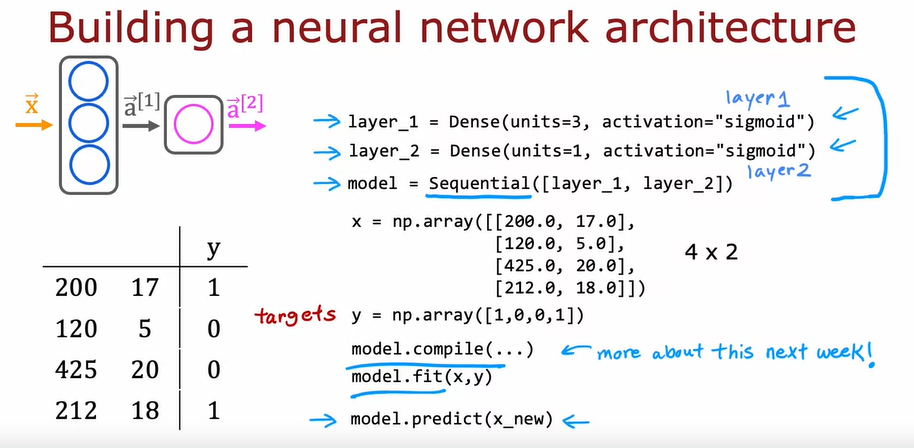 Building a neural network architecture
x⃗ a⃗[1] a⃗[2]
layer1
layer_1 = Dense(units=3, activation="sigmoid")
layer_2 = Dense(units=1, activation="sigmoid")
layer2
model = Sequential([layer_1, layer_2])
x = np.array([[200.0, 17.0],
[120.0, 5.0],
[425.0, 20.0],
[212.0, 18.0]])
4 x 2
targets y = np.array([1,0,0,1])
model.compile(...) more about this next week!
model.fit(x,y)
model.predict(x_new)
y
200 17 1
120 5 0
425 20 0
212 18 1